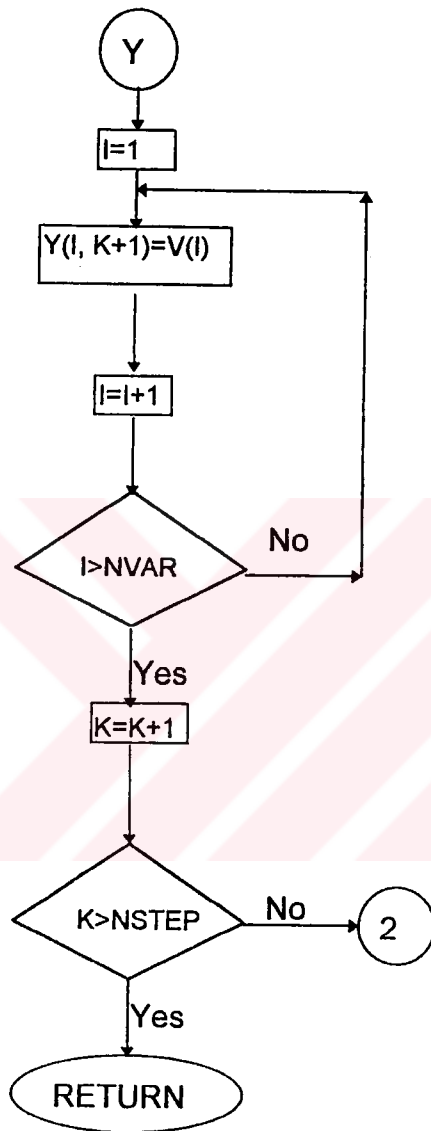 Y
I=1
Y(I, K+1)=V(I)
I=I+1
I>NVAR
No
Yes
K=K+1
K>NSTEP
No
2
Yes
RETURN